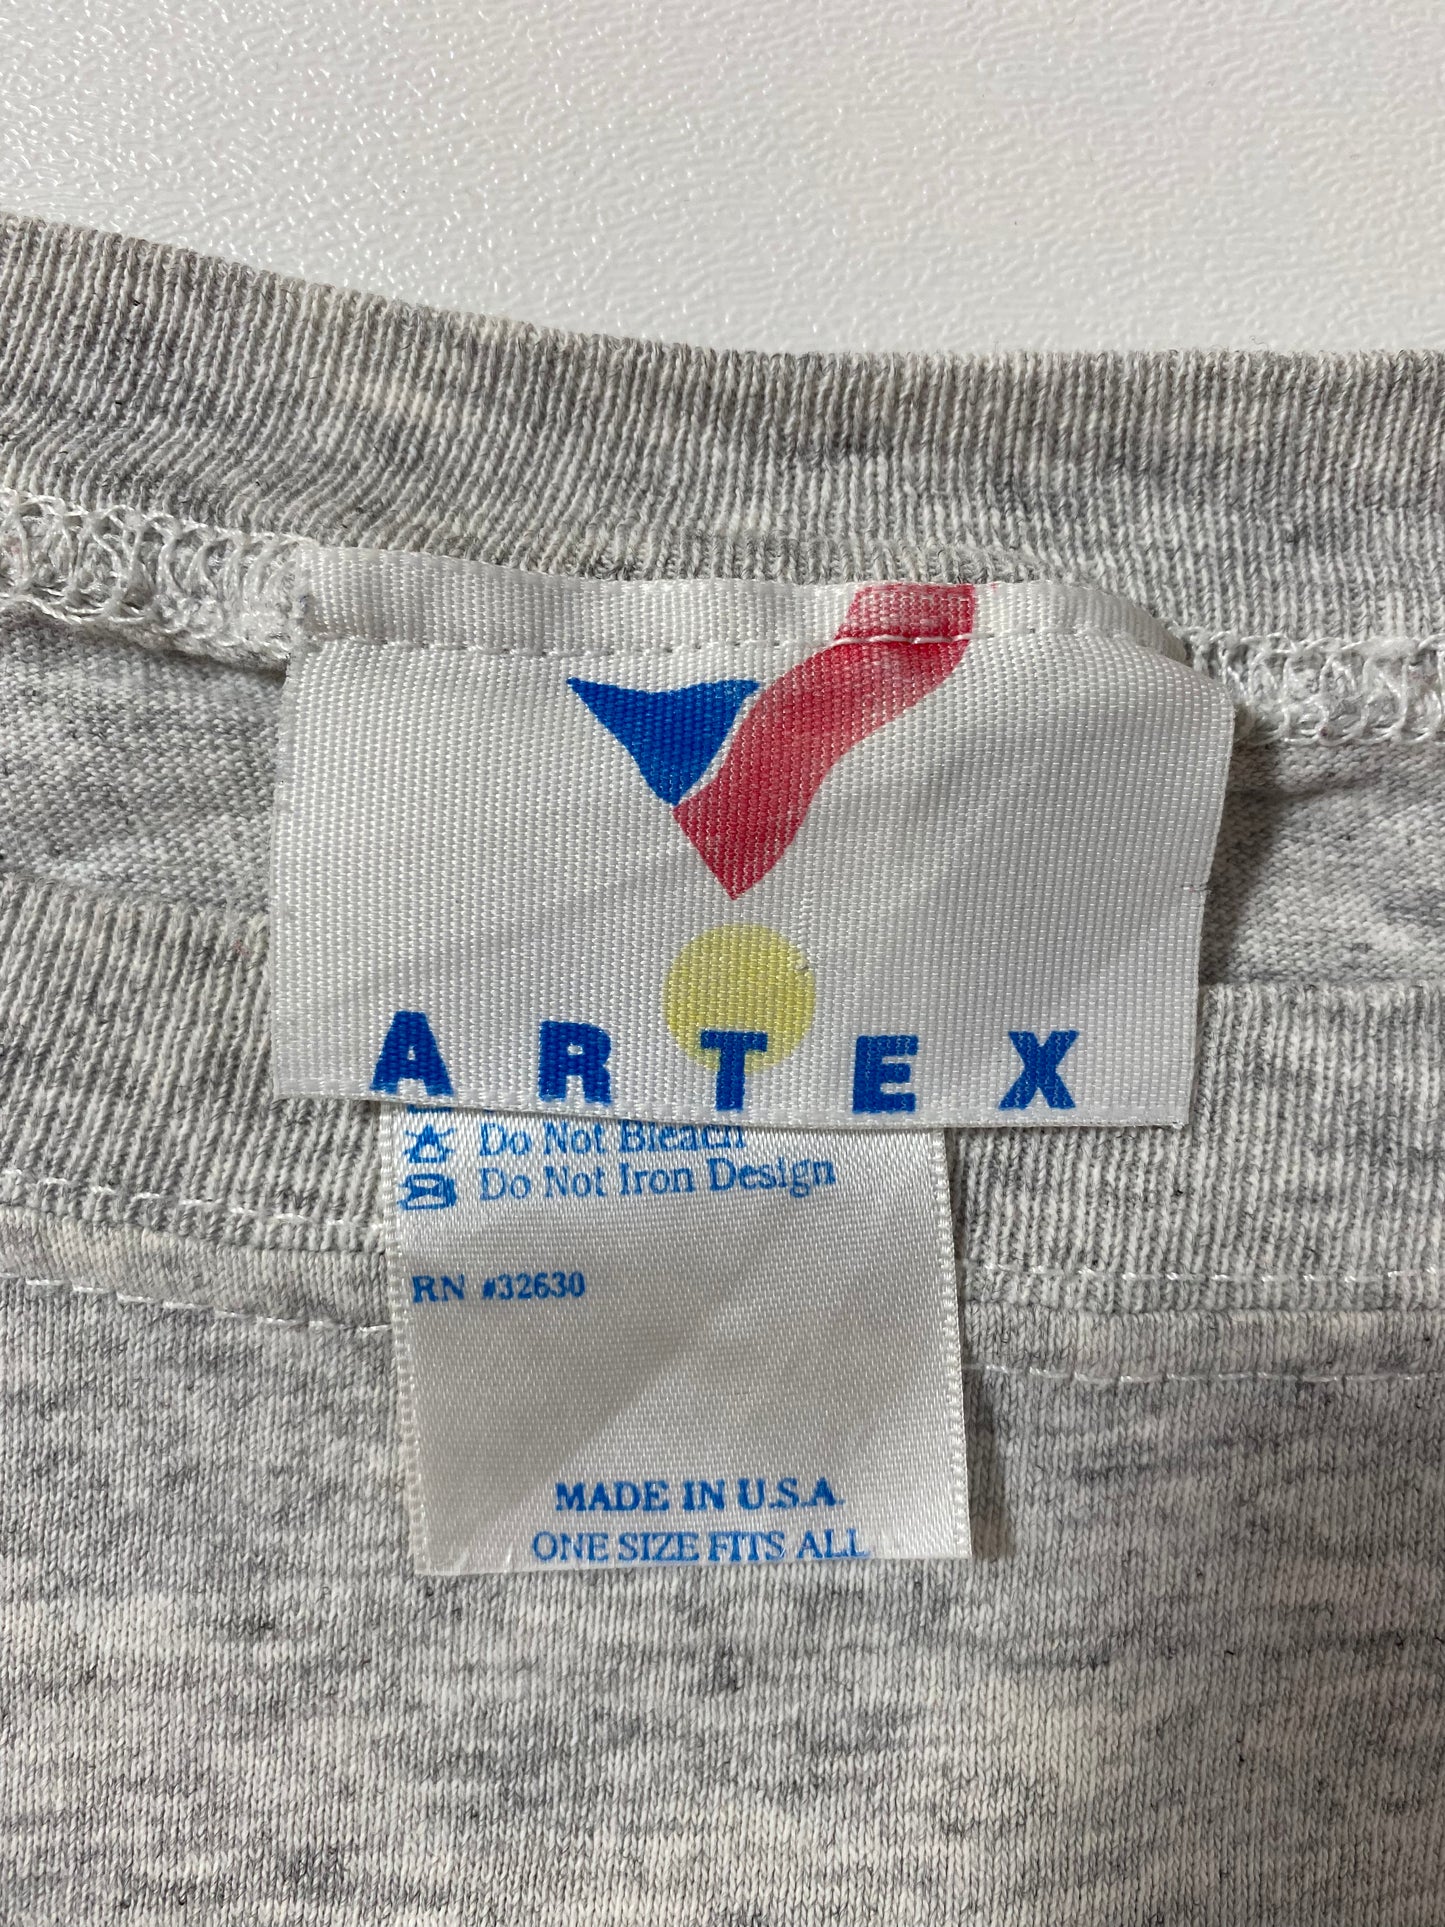 ARTEX
Do Not Bleach
Do Not Iron Design
RN #32630
MADE IN U.S.A.
ONE SIZE FITS ALL